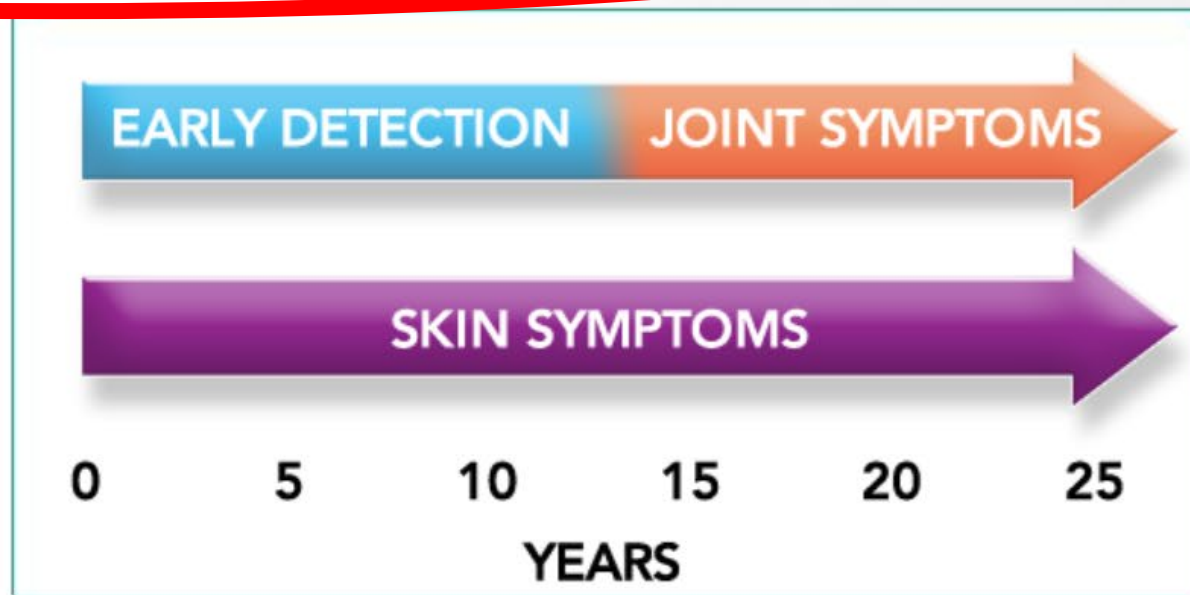 EARLY DETECTION JOINT SYMPTOMS
SKIN SYMPTOMS
0 5 10 15 20 25
YEARS